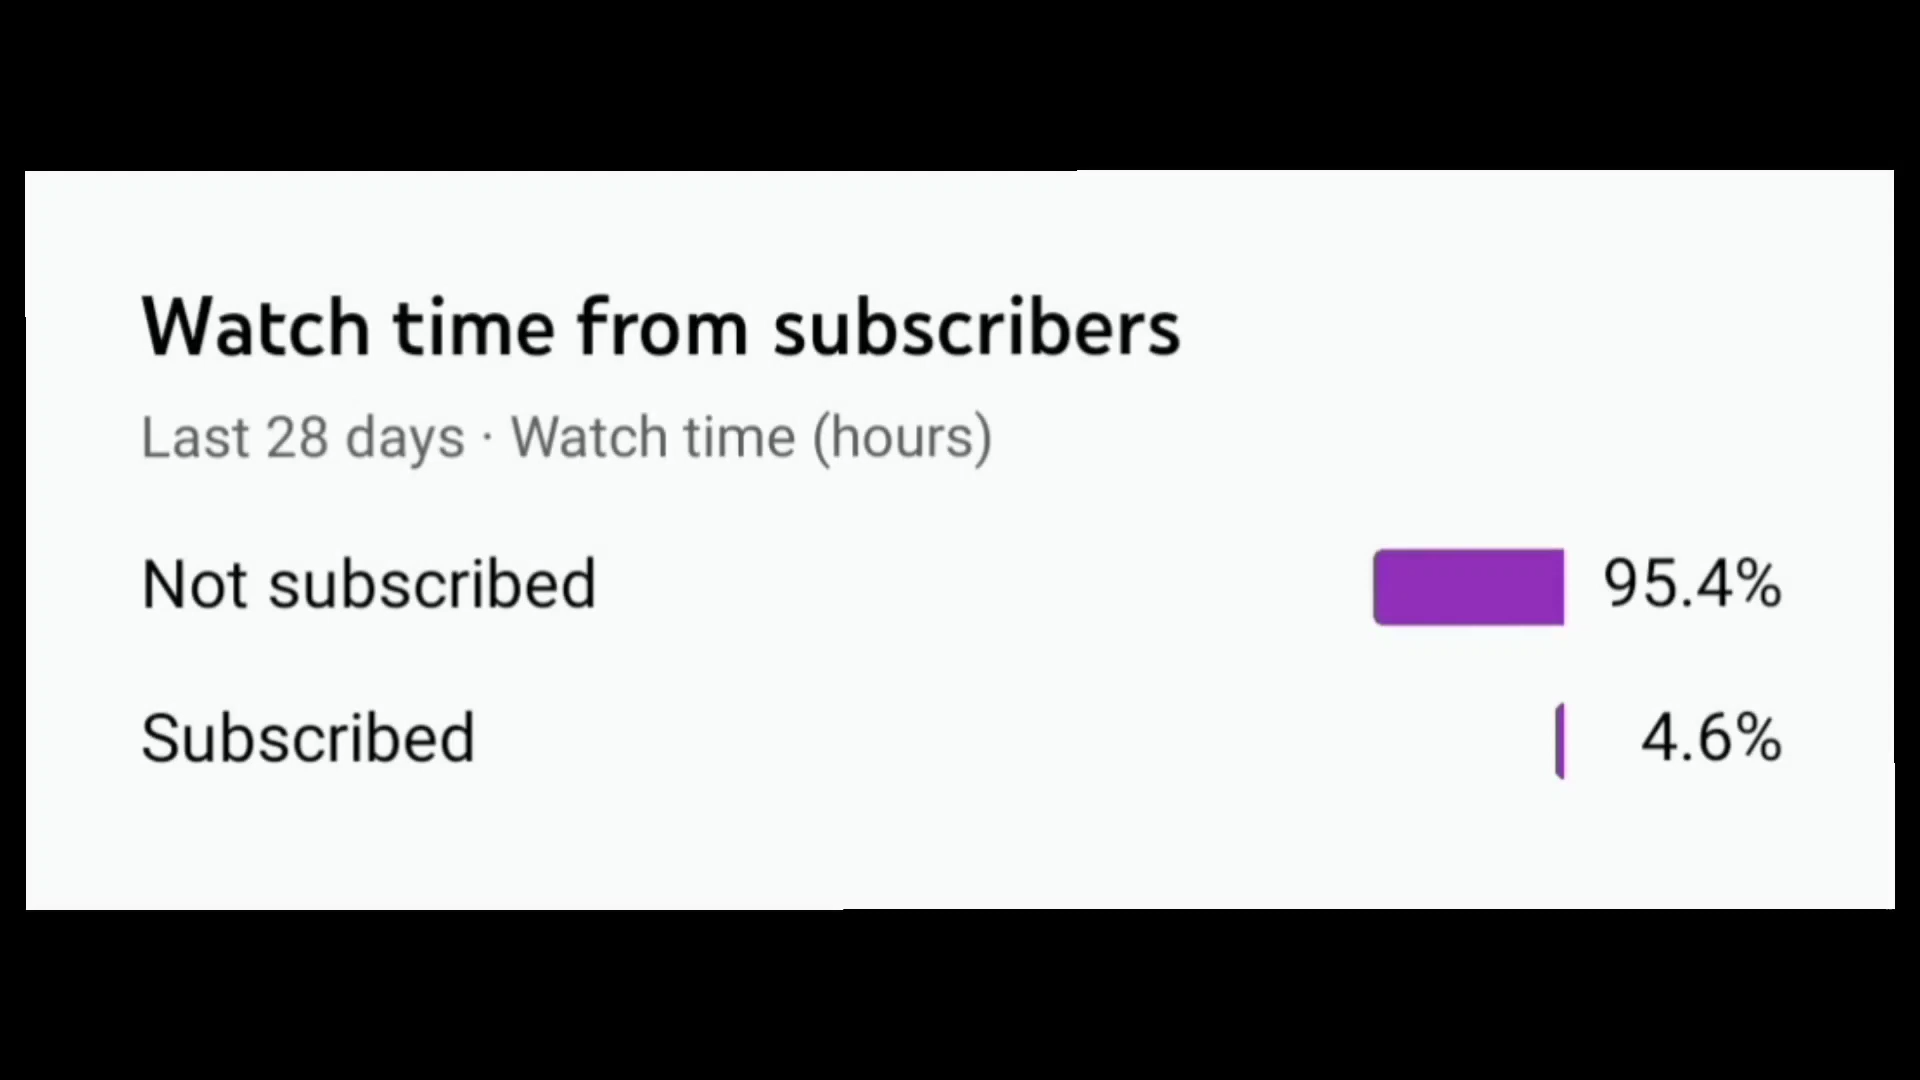 Watch time from subscribers
Last 28 days · Watch time (hours)
Not subscribed 95.4%
Subscribed 4.6%